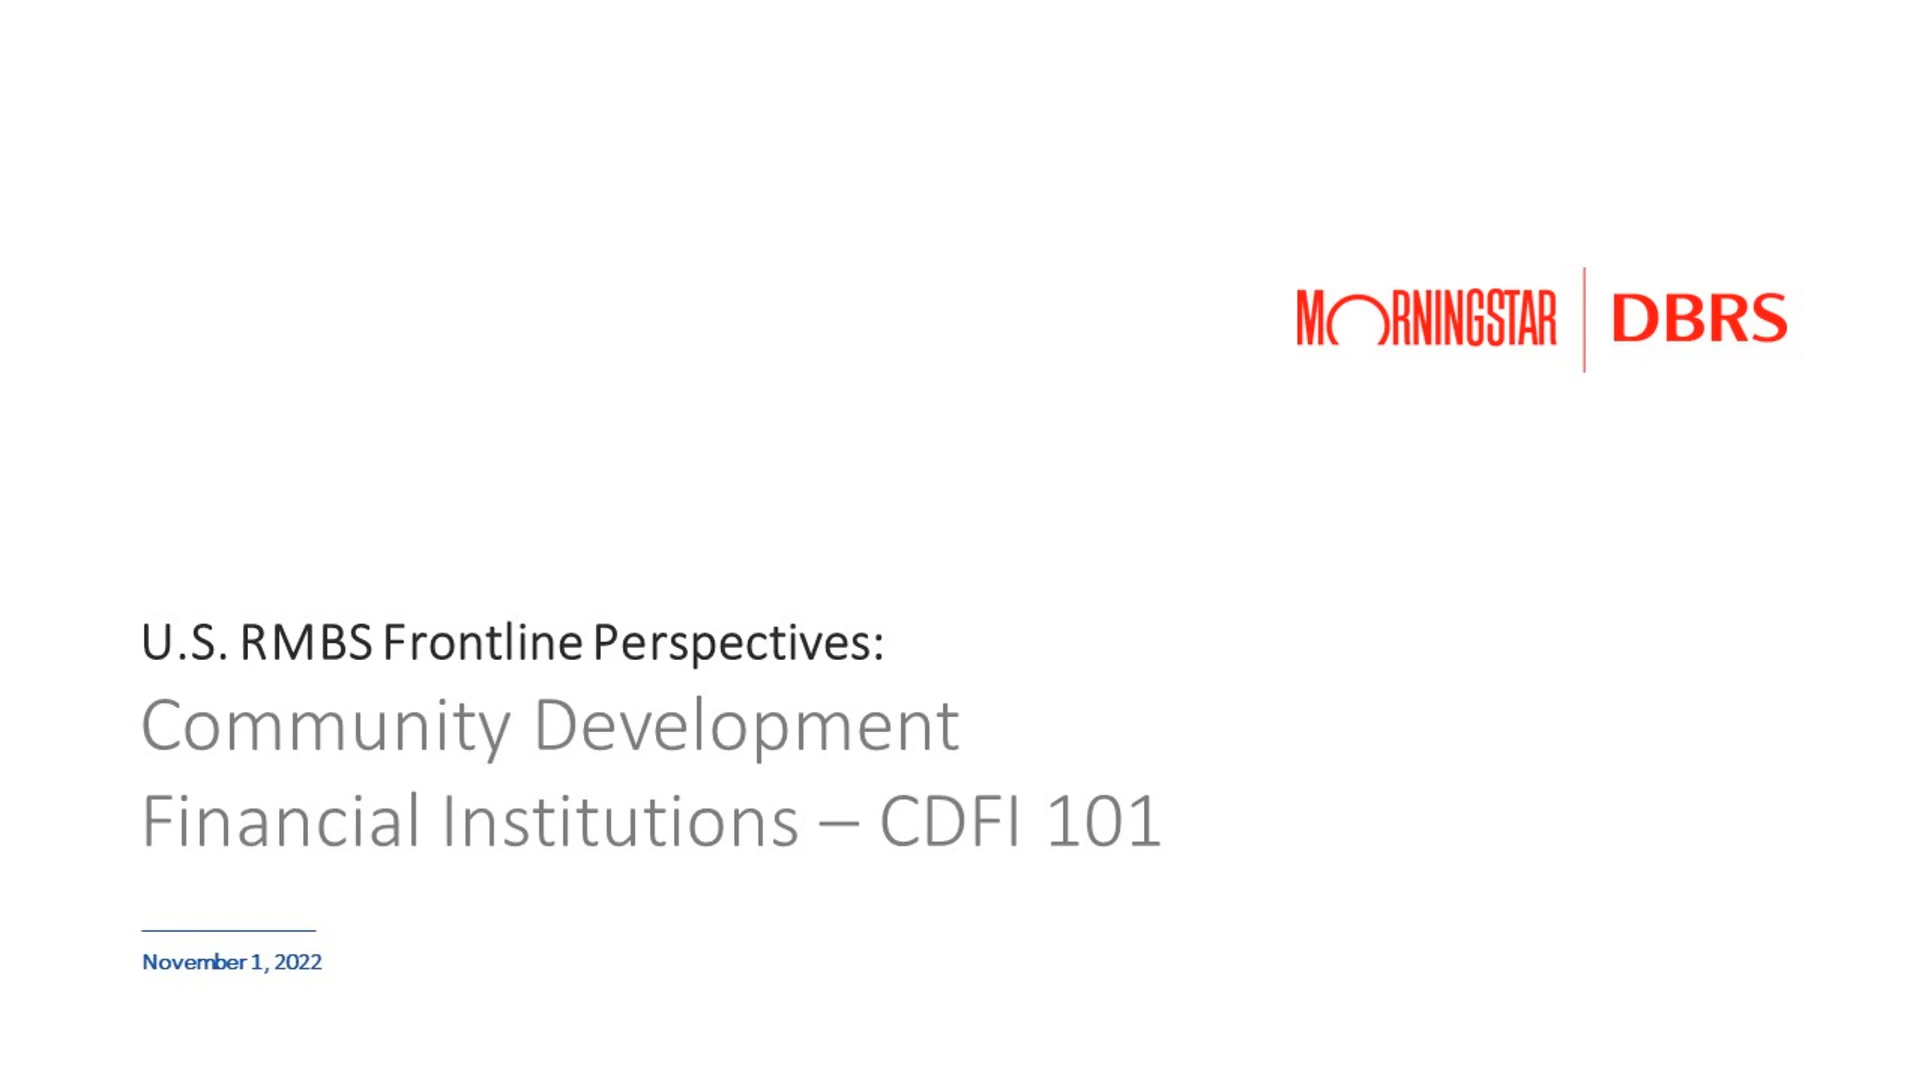 MORNINGSTAR | DBRS
U.S. RMBS Frontline Perspectives:
Community Development
Financial Institutions – CDFI 101
November 1, 2022